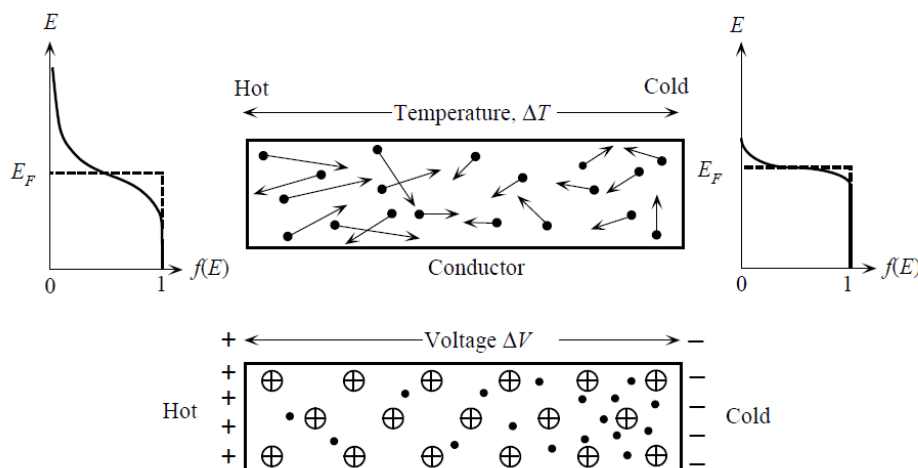 E
E
Hot
Cold
Temperature, ΔT
E_F
E_F
f(E)
f(E)
0
1
0
1
Conductor
+
Voltage ΔV
–
+
⊕ ⊕ ⊕ ⊕ ⊕ ⊕
–
+
–
Hot
+
⊕ ⊕ ⊕ ⊕ ⊕
–
Cold
+
–
+
⊕ ⊕ ⊕ ⊕ ⊕ ⊕
–